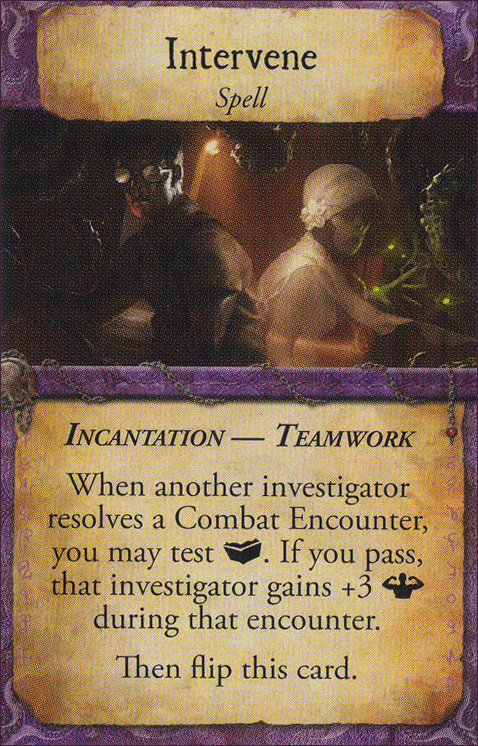 Intervene
Spell
INCANTATION — TEAMWORK
When another investigator
resolves a Combat Encounter,
you may test . If you pass,
that investigator gains +3
during that encounter.
Then flip this card.